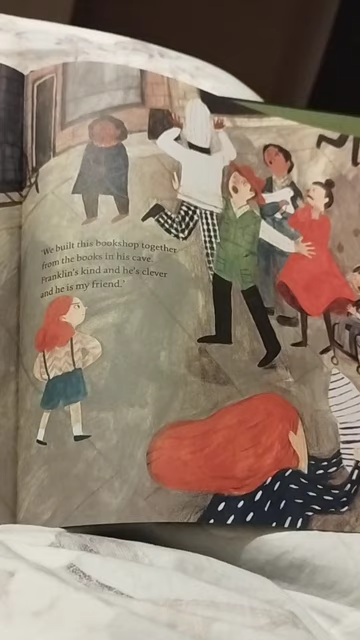 'We built this bookshop together
from the books in his cave.
Franklin's kind and he's clever
and he is my friend.'